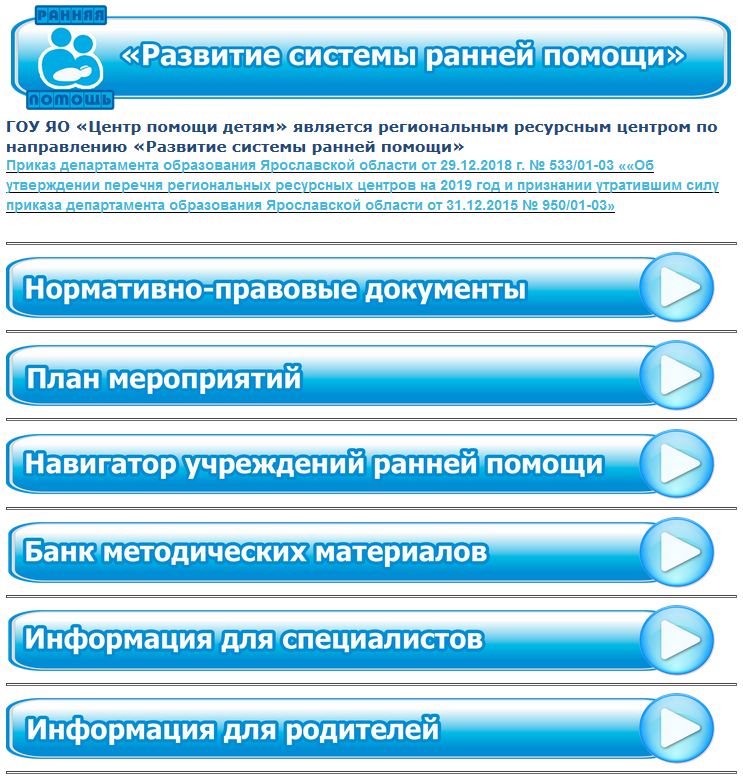 РАННЯЯ
«Развитие системы ранней помощи»
ПОМОЩЬ
ГОУ ЯО «Центр помощи детям» является региональным ресурсным центром по
направлению «Развитие системы ранней помощи»
Приказ департамента образования Ярославской области от 29.12.2018 г. № 533/01-03 ««Об
утверждении перечня региональных ресурсных центров на 2019 год и признании утратившим силу
приказа департамента образования Ярославской области от 31.12.2015 № 950/01-03»
Нормативно-правовые документы
План мероприятий
Навигатор учреждений ранней помощи
Банк методических материалов
Информация для специалистов
Информация для родителей